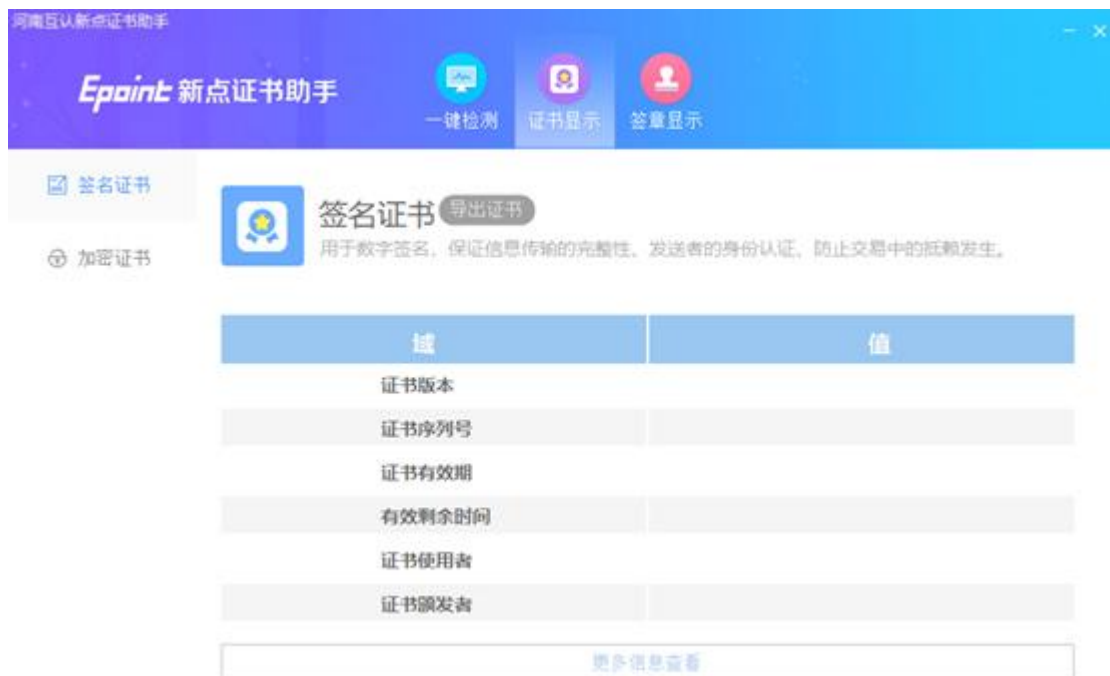 河南互认新点证书助手
Epoint 新点证书助手
一键检测
证书显示
签章显示
签名证书
加密证书
签名证书 导出证书
用于数字签名、保证信息传输的完整性、发送者的身份认证、防止交易中的抵赖发生。
域 值
证书版本
证书序列号
证书有效期
有效剩余时间
证书使用者
证书颁发者
更多信息查看